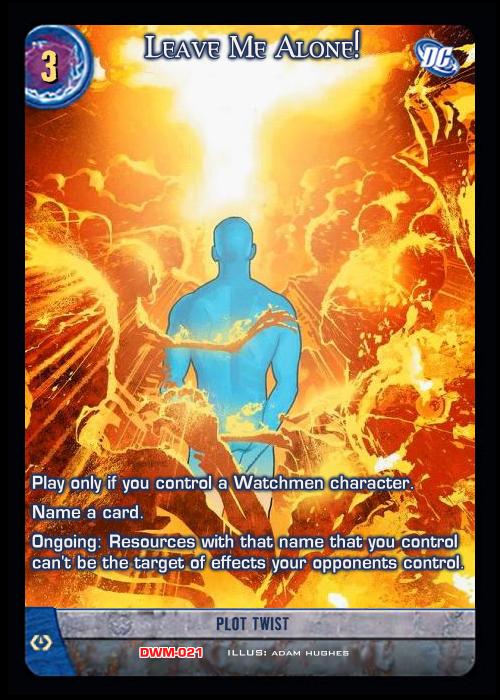 Leave Me Alone!
3
DC
Play only if you control a Watchmen character.
Name a card.
Ongoing: Resources with that name that you control
can't be the target of effects your opponents control.
PLOT TWIST
DWM-021 ILLUS: ADAM HUGHES